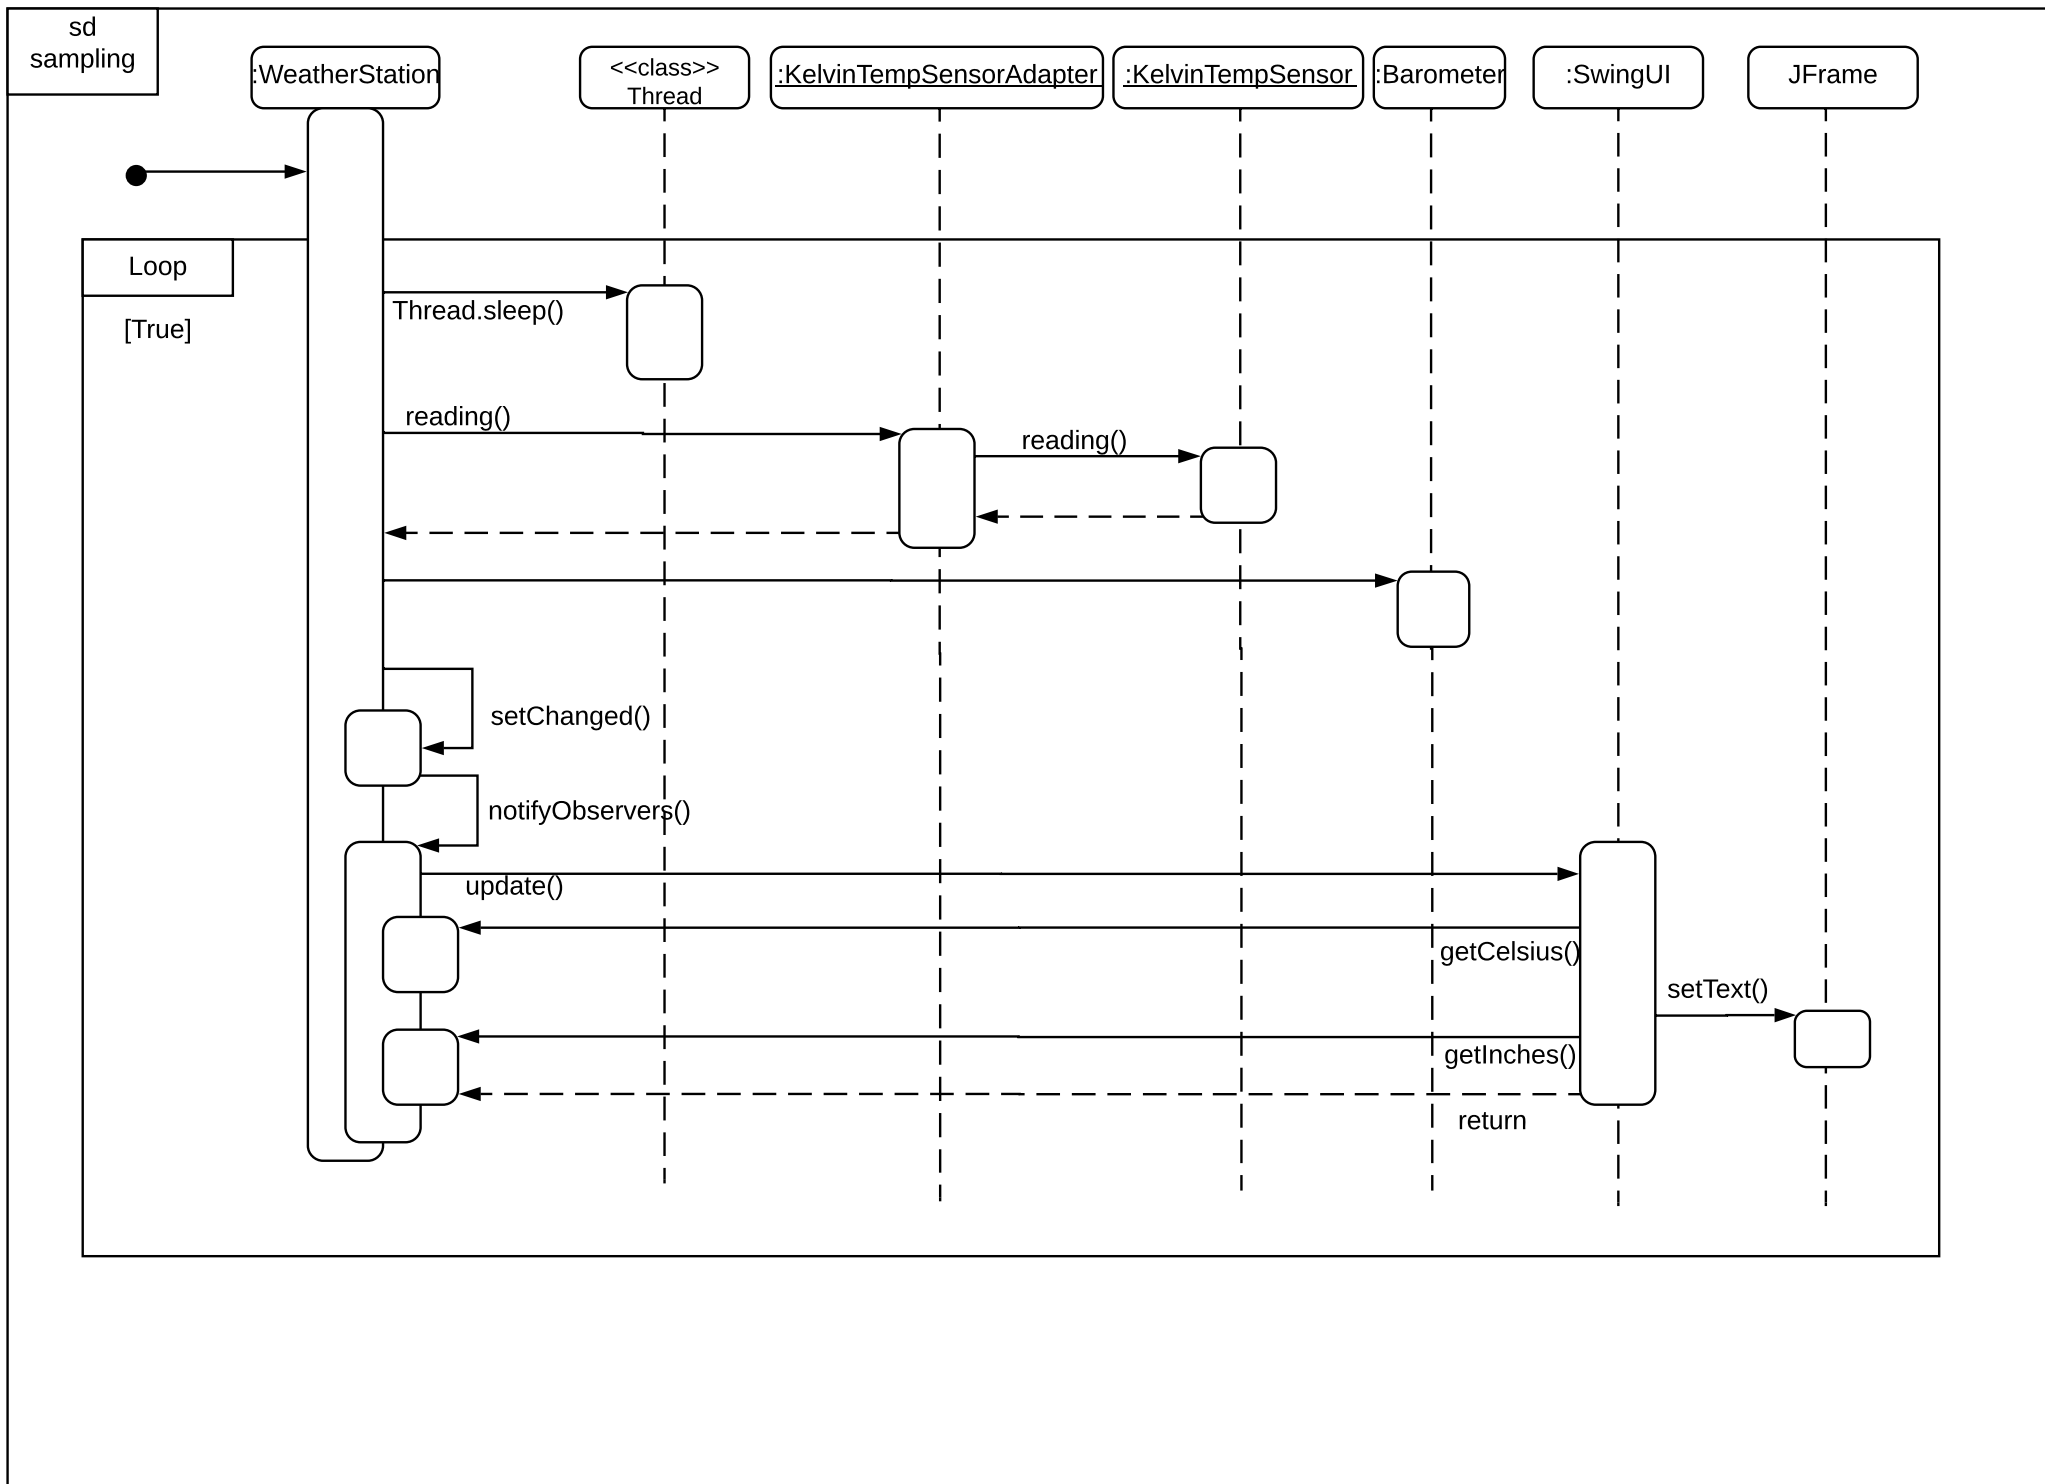 sd
sampling
:WeatherStation
<<class>>
Thread
:KelvinTempSensorAdapter
:KelvinTempSensor
:Barometer
:SwingUI
JFrame
Loop
[True]
Thread.sleep()
reading()
reading()
setChanged()
notifyObservers()
update()
getCelsius()
setText()
getInches()
return